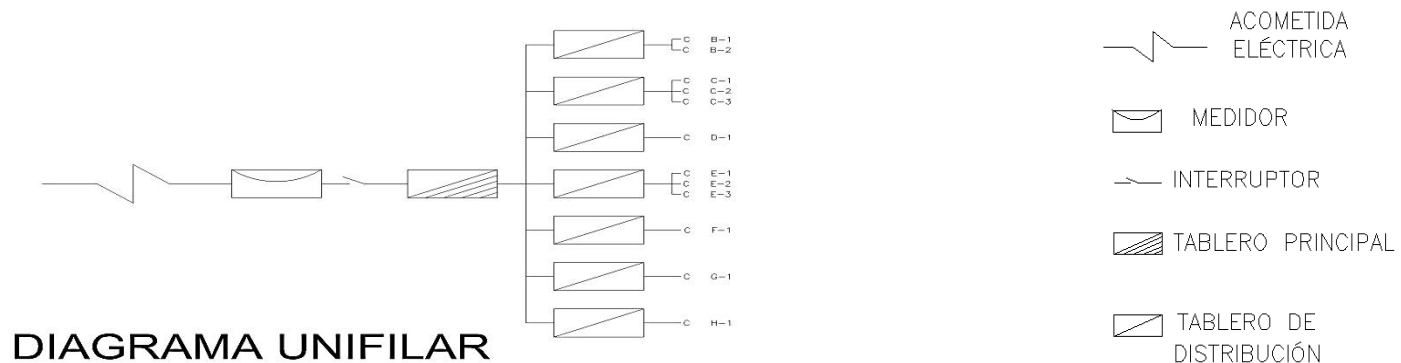 C B-1
C B-2
C C-1
C C-2
C C-3
C D-1
C E-1
C E-2
C E-3
C F-1
C G-1
C H-1
DIAGRAMA UNIFILAR
ACOMETIDA
ELÉCTRICA
MEDIDOR
INTERRUPTOR
TABLERO PRINCIPAL
TABLERO DE
DISTRIBUCIÓN